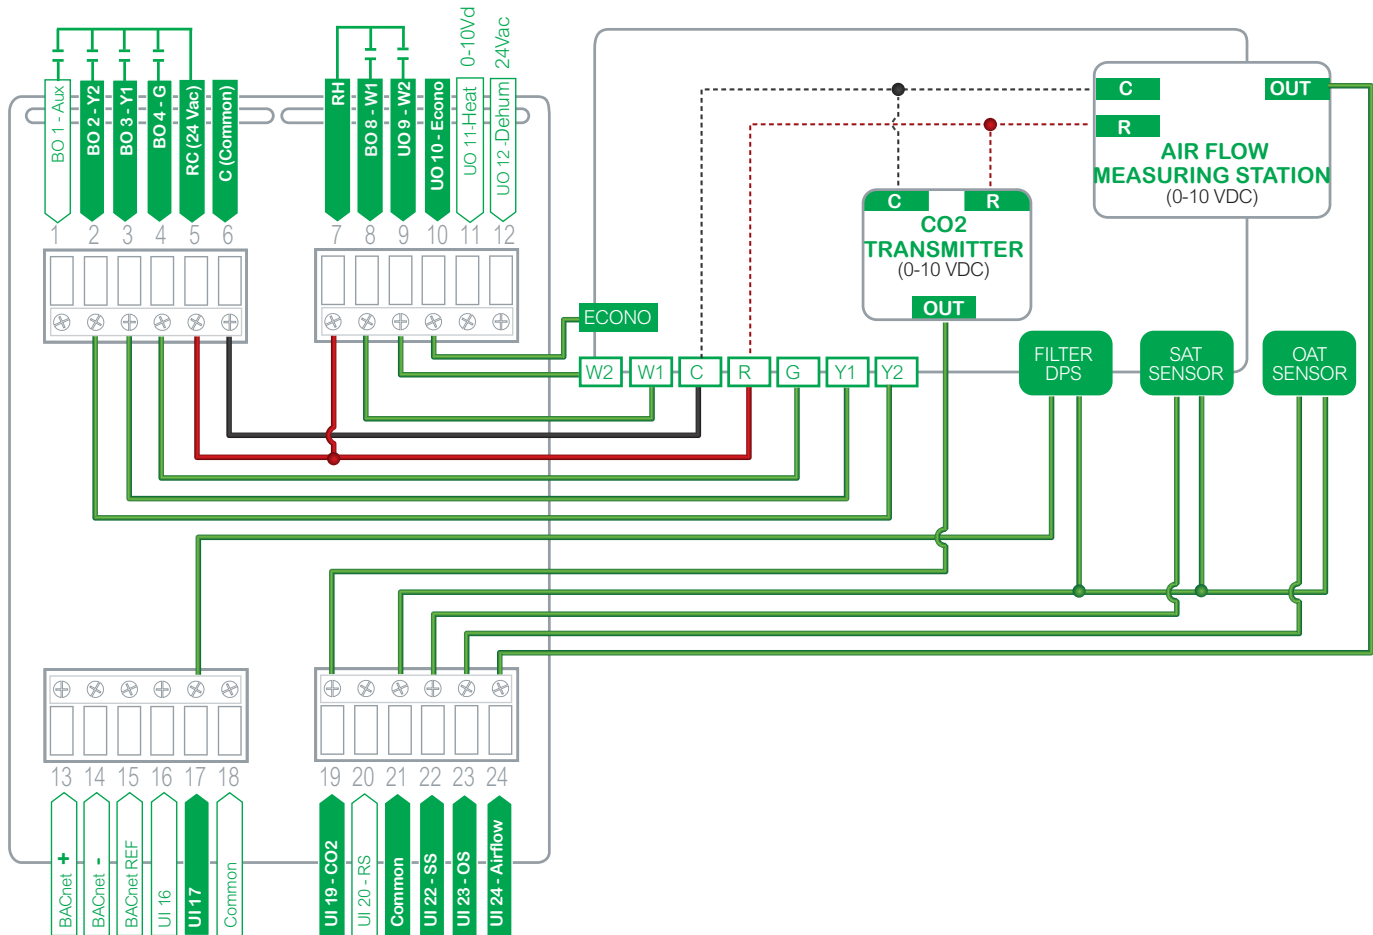 BO 1 - Aux
BO 2 - Y2
BO 3 - Y1
BO 4 - G
RC (24 Vac)
C (Common)
RH
BO 8 - W1
UO 9 - W2
UO 10 - Econo
UO 11-Heat
0-10Vd
UO 12 -Dehum
24Vac
1 2 3 4 5 6
7 8 9 10 11 12
C
R
OUT
AIR FLOW
MEASURING STATION
(0-10 VDC)
C R
CO2
TRANSMITTER
(0-10 VDC)
OUT
ECONO
W2 W1 C R G Y1 Y2
FILTER
DPS
SAT
SENSOR
OAT
SENSOR
13 14 15 16 17 18
19 20 21 22 23 24
BACnet +
BACnet -
BACnet REF
UI 16
UI 17
Common
UI 19 - CO2
UI 20 - RS
Common
UI 22 - SS
UI 23 - OS
UI 24 - Airflow